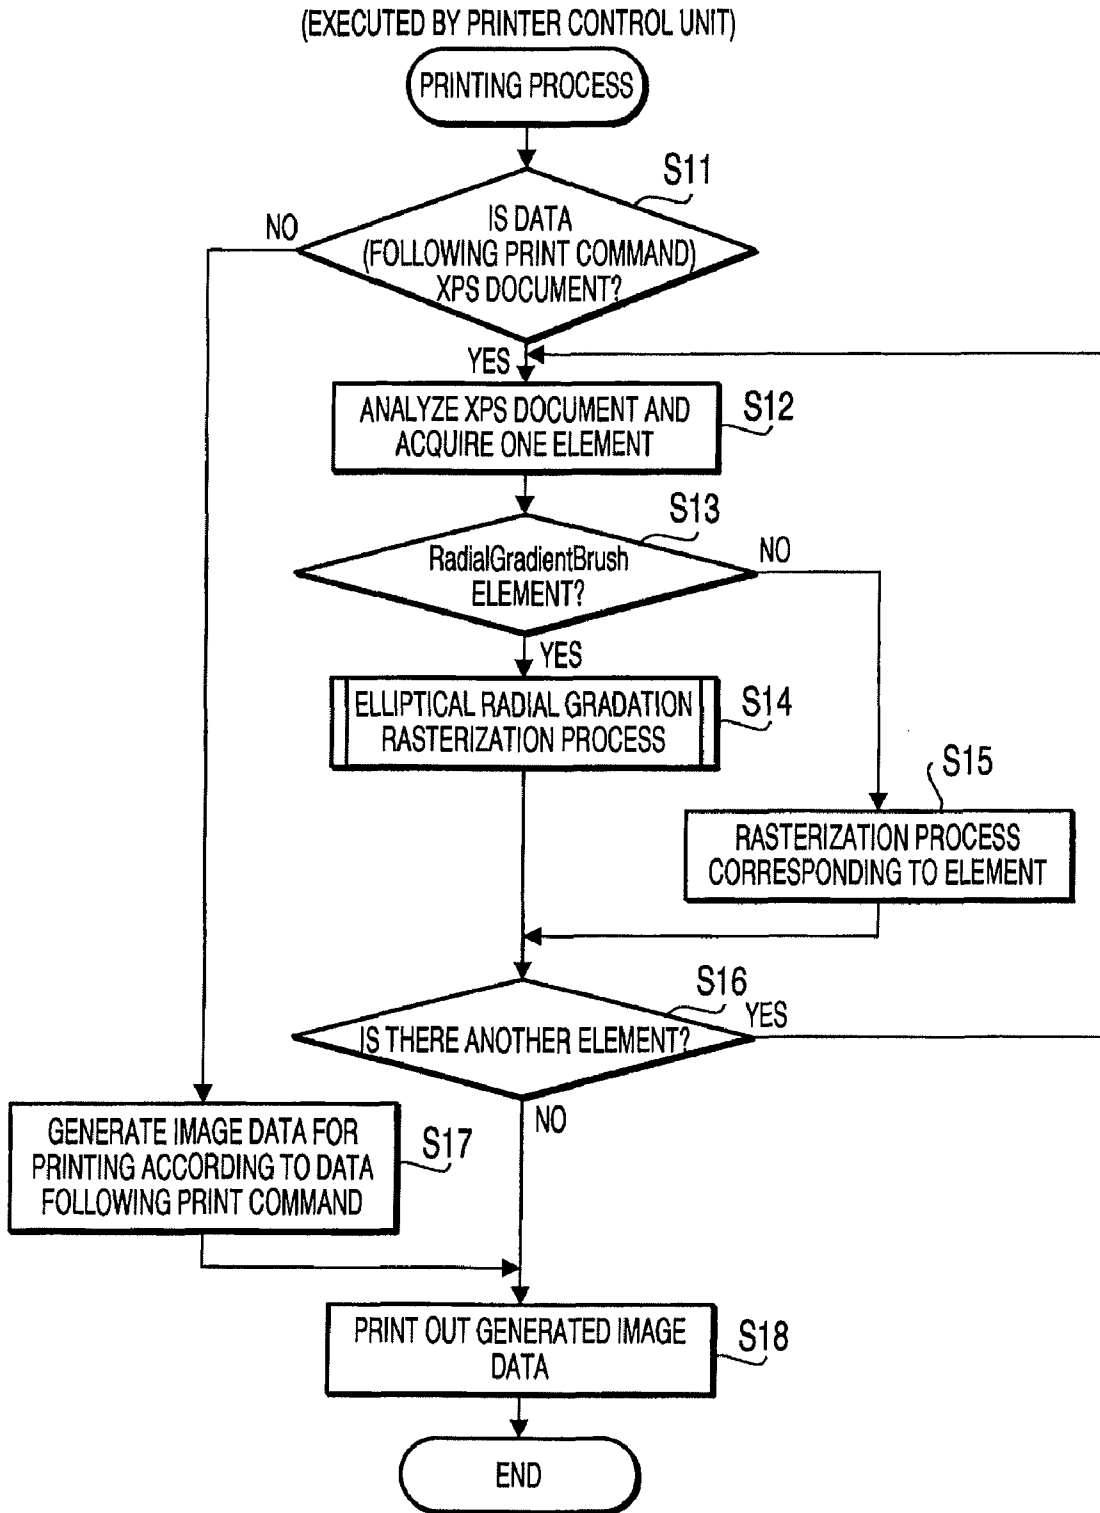 (EXECUTED BY PRINTER CONTROL UNIT)
PRINTING PROCESS
S11
IS DATA
(FOLLOWING PRINT COMMAND)
XPS DOCUMENT?
NO
YES
S12
ANALYZE XPS DOCUMENT AND
ACQUIRE ONE ELEMENT
S13
RadialGradientBrush
ELEMENT?
NO
YES
S14
ELLIPTICAL RADIAL GRADATION
RASTERIZATION PROCESS
S15
RASTERIZATION PROCESS
CORRESPONDING TO ELEMENT
S16
IS THERE ANOTHER ELEMENT?
YES
NO
S17
GENERATE IMAGE DATA FOR
PRINTING ACCORDING TO DATA
FOLLOWING PRINT COMMAND
S18
PRINT OUT GENERATED IMAGE
DATA
END